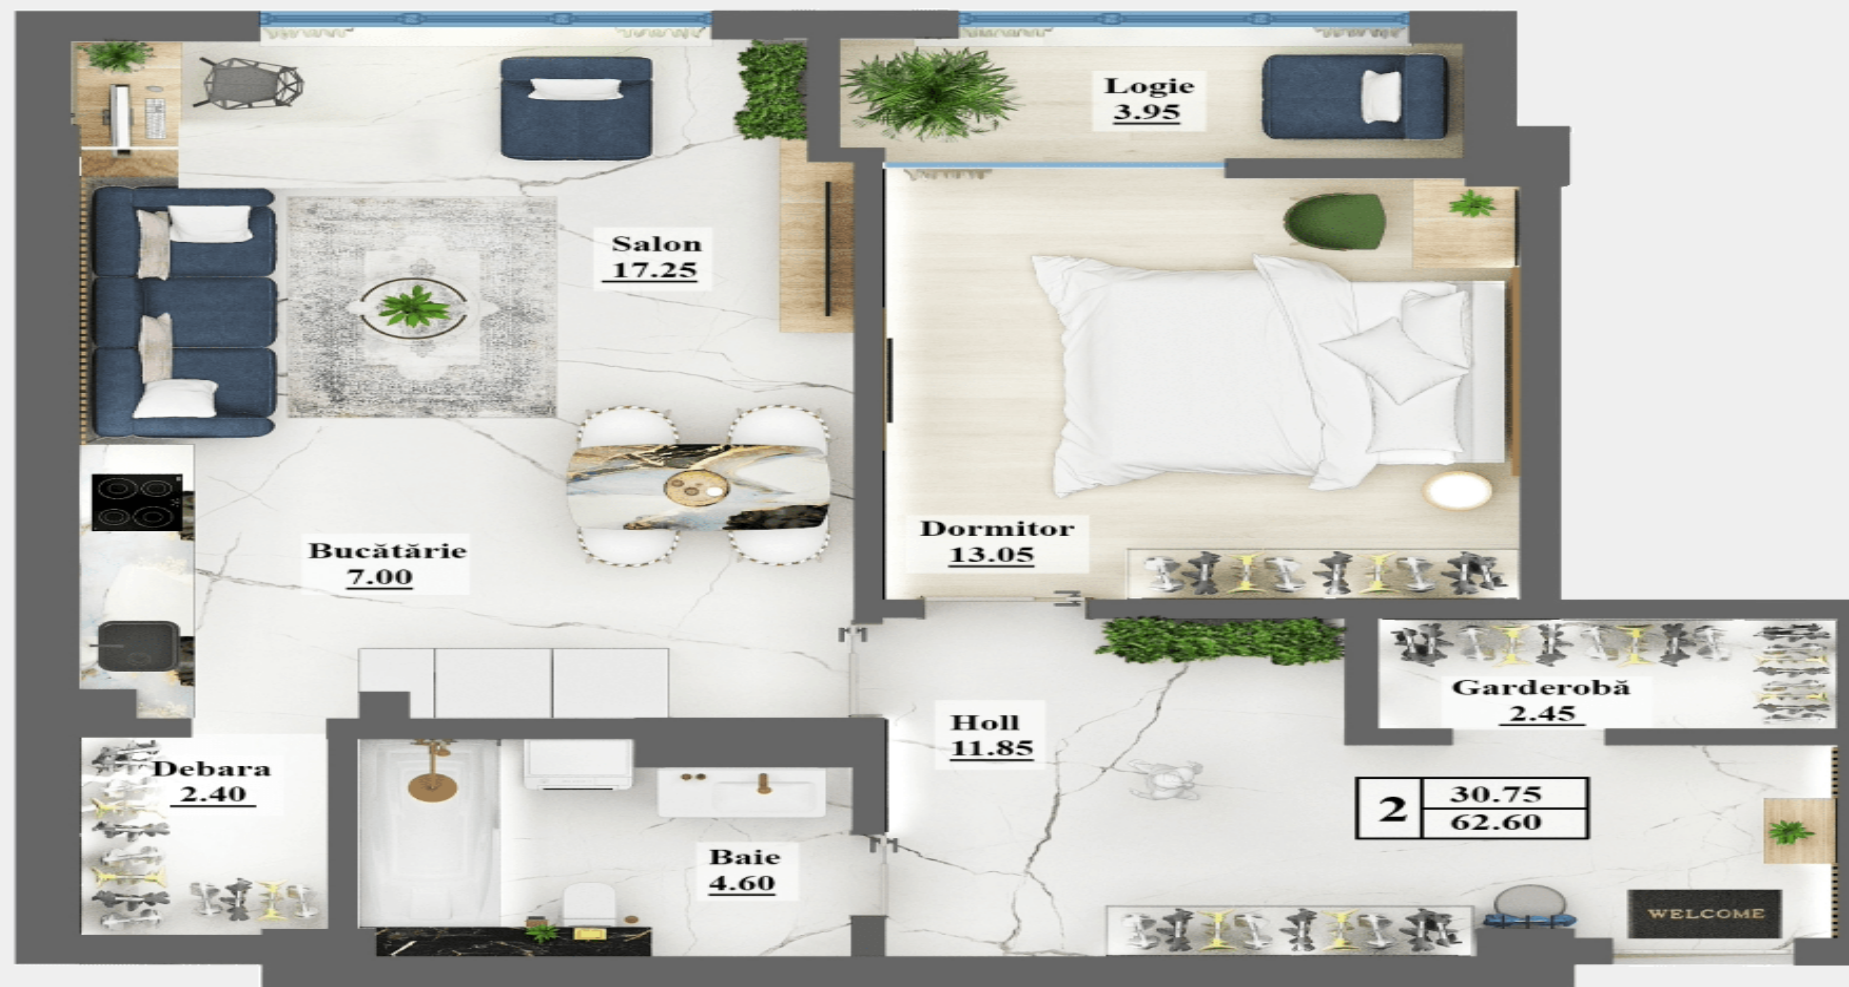 Logie
3.95
Salon
17.25
Dormitor
13.05
Bucătărie
7.00
Garderobă
2.45
Holl
11.85
Debara
2.40
2
30.75
62.60
Baie
4.60
WELCOME